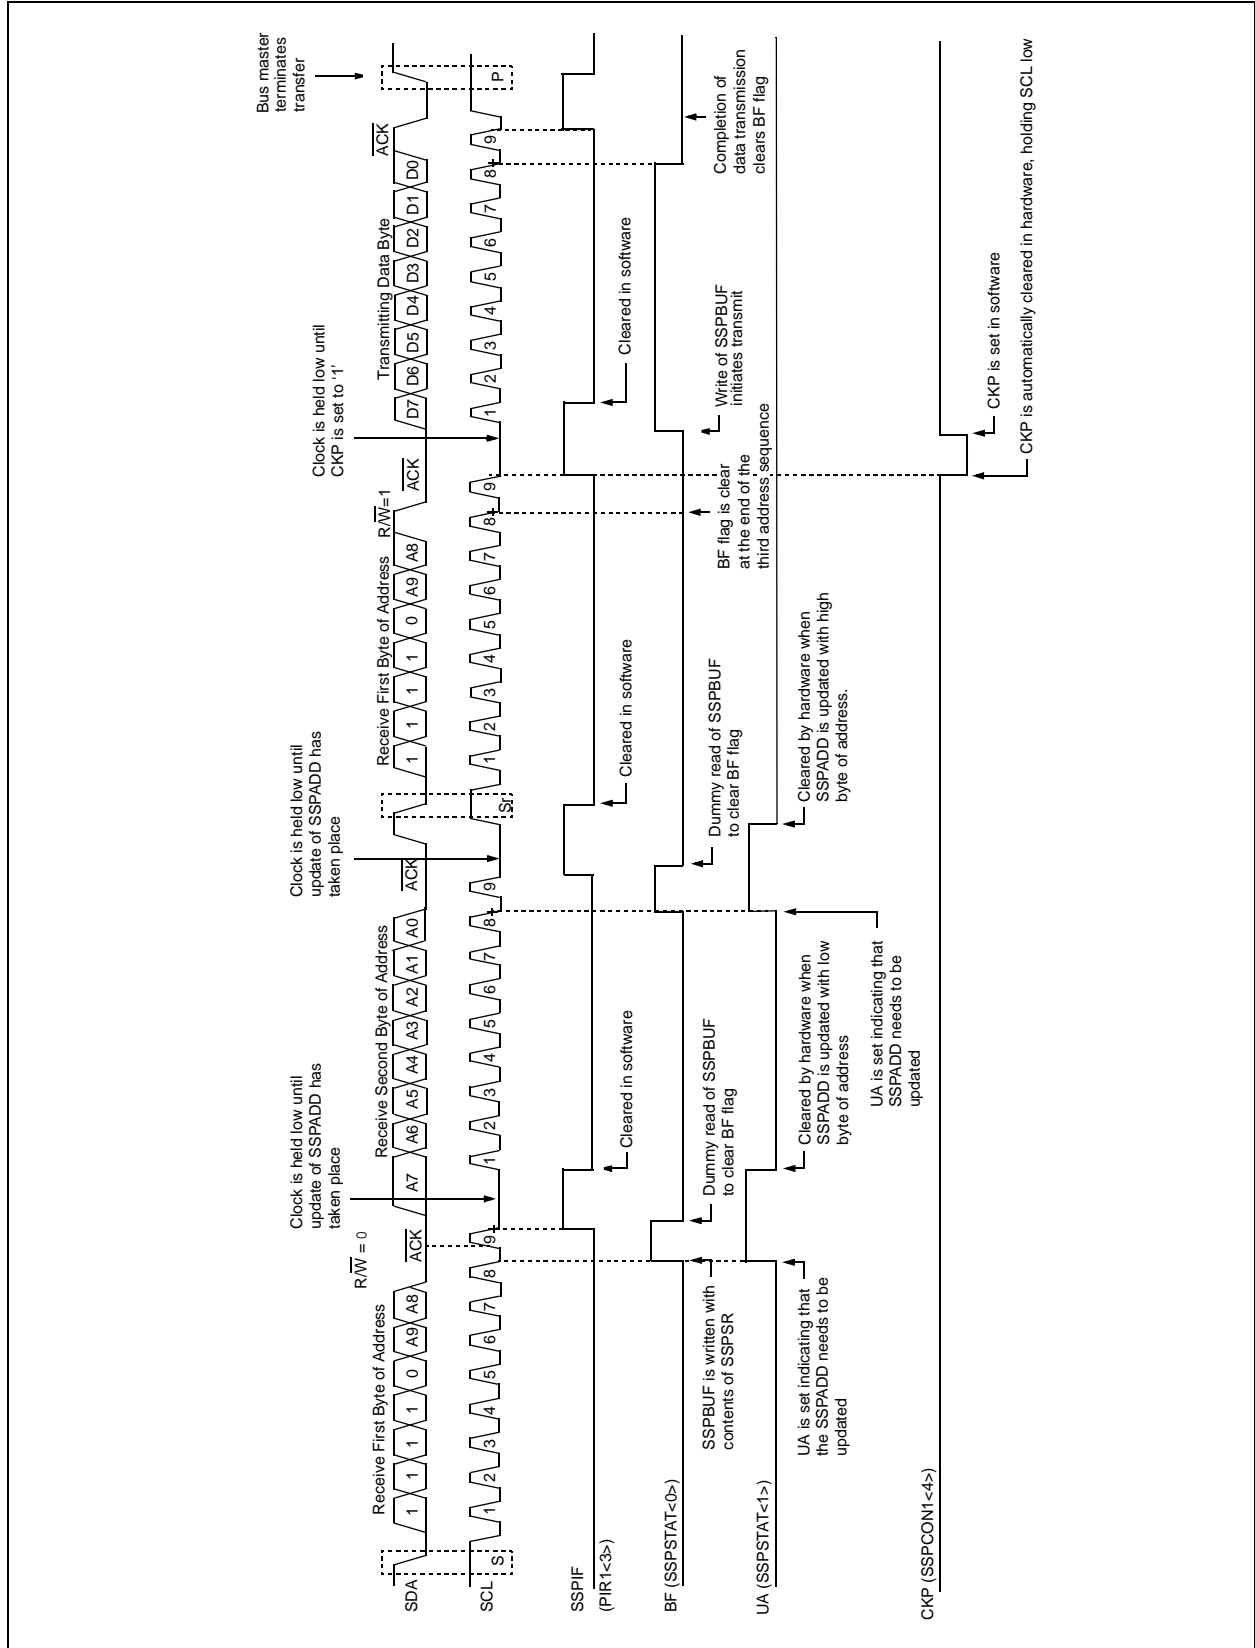 Bus master
terminates
transfer
Clock is held low until
CKP is set to ‘1’
Clock is held low until
update of SSPADD has
taken place
Clock is held low until
update of SSPADD has
taken place
R/W = 0
R/W=1
Receive First Byte of Address
ACK
Receive Second Byte of Address
ACK
Receive First Byte of Address
ACK
Transmitting Data Byte
ACK
SDA
1 1 1 1 0 A9 A8
A7 A6 A5 A4 A3 A2 A1 A0
1 1 1 1 0 A9 A8
D7 D6 D5 D4 D3 D2 D1 D0
SCL
S 1 2 3 4 5 6 7 8 9
1 2 3 4 5 6 7 8 9
Sr 1 2 3 4 5 6 7 8 9
1 2 3 4 5 6 7 8 9 P
SSPIF
(PIR1<3>)
Cleared in software
Cleared in software
Cleared in software
BF (SSPSTAT<0>)
SSPBUF is written with
contents of SSPSR
Dummy read of SSPBUF
to clear BF flag
Dummy read of SSPBUF
to clear BF flag
BF flag is clear
at the end of the
third address sequence
Write of SSPBUF
initiates transmit
Completion of
data transmission
clears BF flag
UA (SSPSTAT<1>)
UA is set indicating that
the SSPADD needs to be
updated
Cleared by hardware when
SSPADD is updated with low
byte of address
UA is set indicating that
SSPADD needs to be
updated
Cleared by hardware when
SSPADD is updated with high
byte of address.
CKP (SSPCON1<4>)
CKP is set in software
CKP is automatically cleared in hardware, holding SCL low